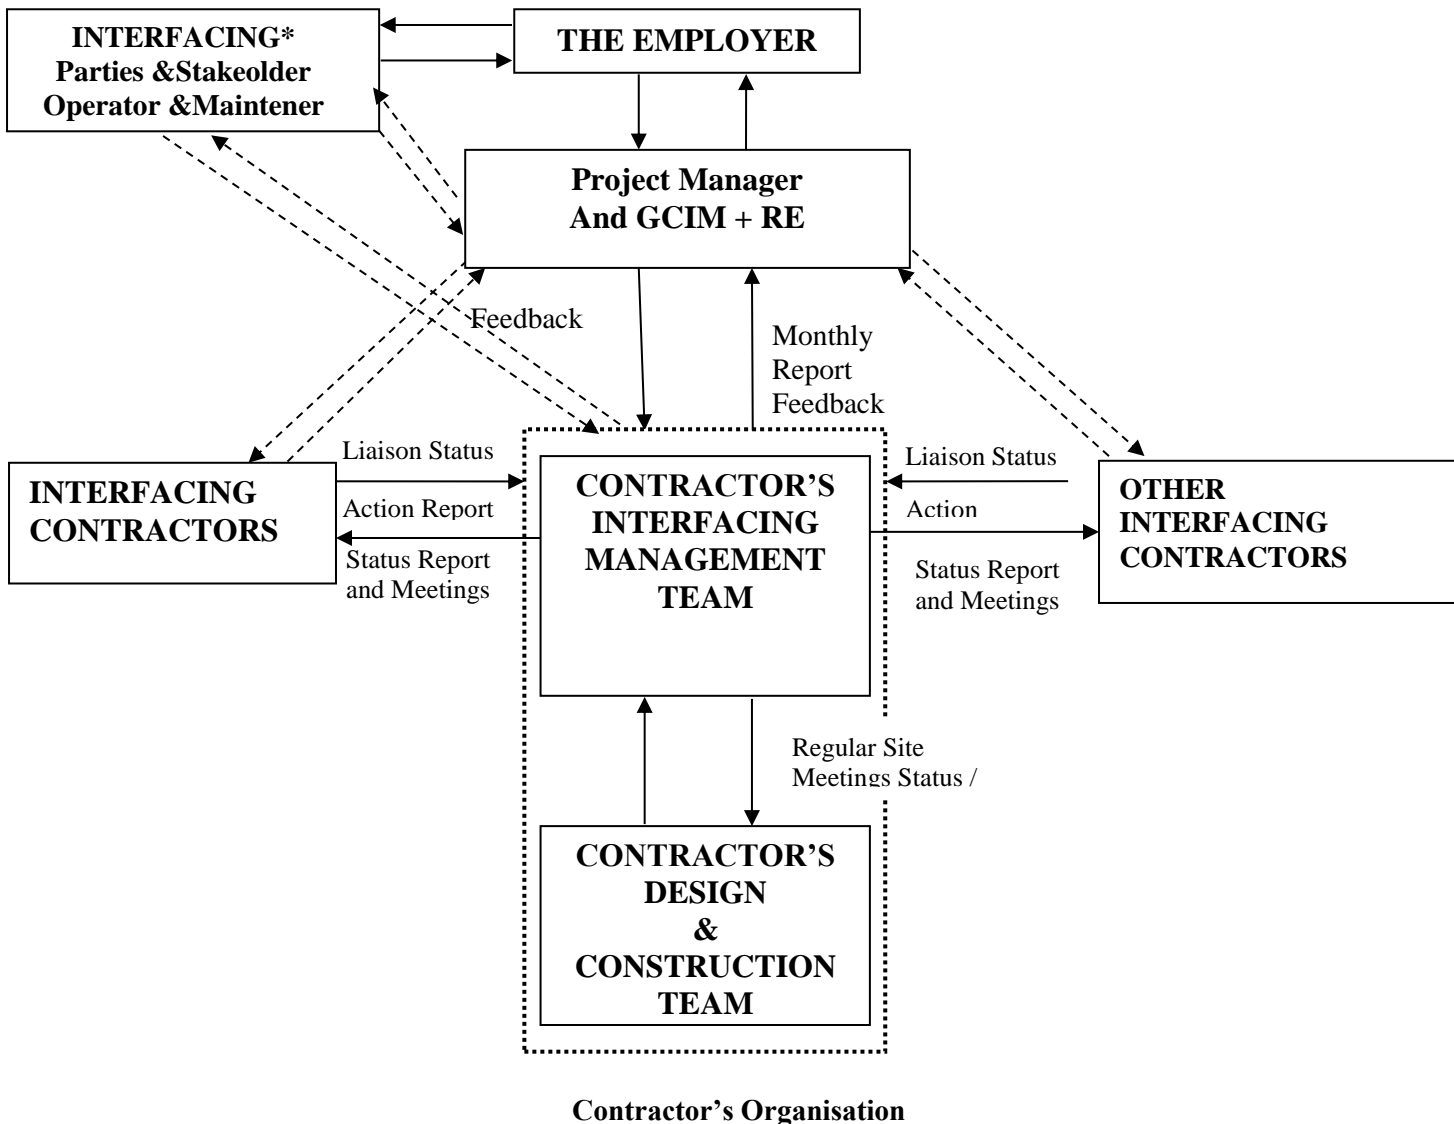 INTERFACING*
Parties &Stakeolder
Operator &Maintener
THE EMPLOYER
Project Manager
And GCIM + RE
Feedback
Monthly
Report
Feedback
Liaison Status
Action Report
Status Report
and Meetings
INTERFACING
CONTRACTORS
CONTRACTOR’S
INTERFACING
MANAGEMENT
TEAM
Liaison Status
Action
Status Report
and Meetings
OTHER
INTERFACING
CONTRACTORS
Regular Site
Meetings Status /
CONTRACTOR’S
DESIGN
&
CONSTRUCTION
TEAM
Contractor’s Organisation